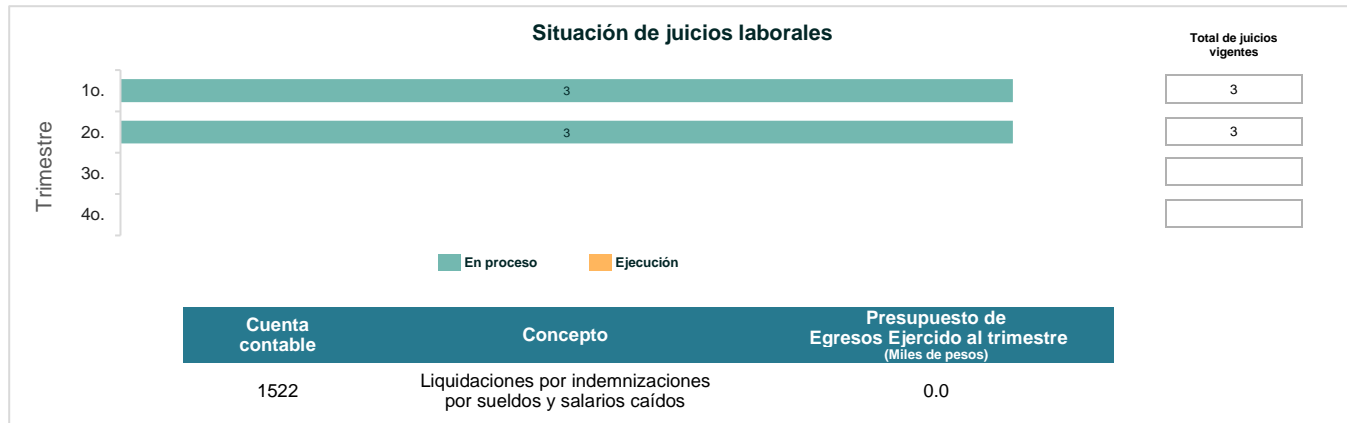 Situación de juicios laborales
Total de juicios
vigentes
Trimestre
1o.
3
3
2o.
3
3
3o.
4o.
En proceso
Ejecución
Cuenta
contable
Concepto
Presupuesto de
Egresos Ejercido al trimestre
(Miles de pesos)
1522
Liquidaciones por indemnizaciones
por sueldos y salarios caídos
0.0